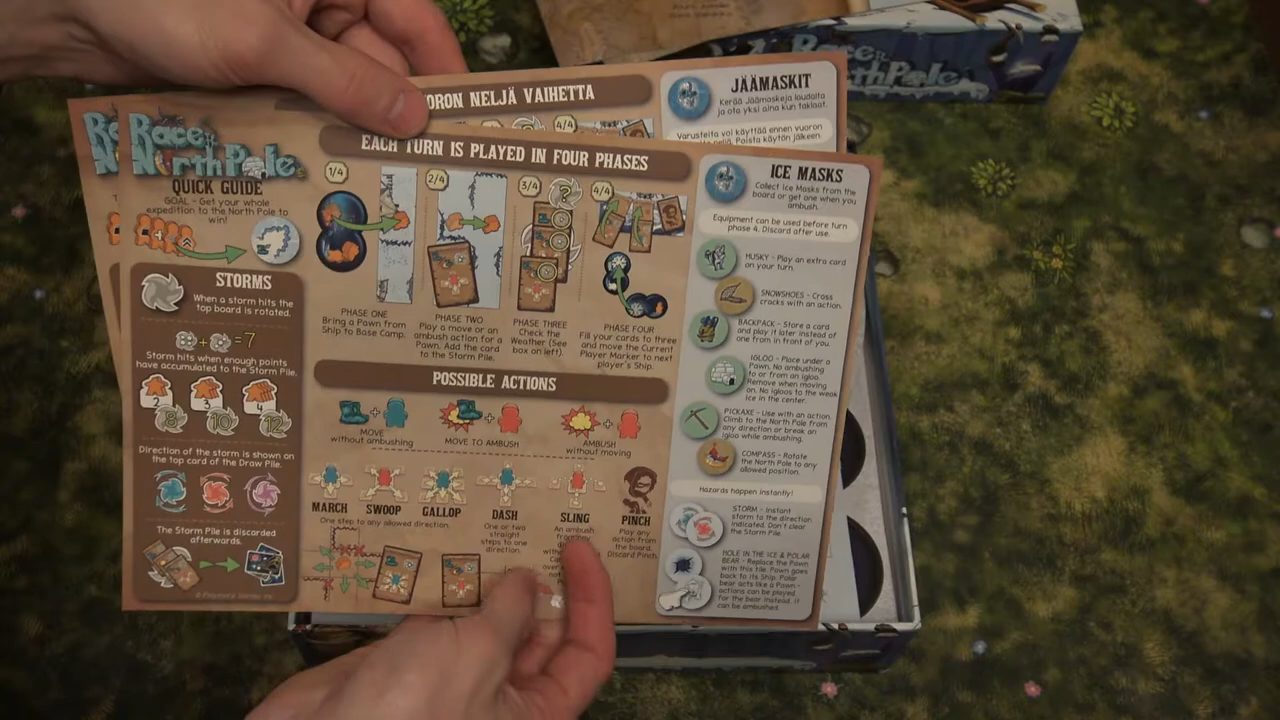 Race to the
North Pole
ORON NELJÄ VAIHETTA
4/4
JÄÄMASKIT
Kerää Jäämaskeja laudalta
ja ota yksi aina kun taklaat.
Varusteita voi käyttää ennen vuoron
Poista käytön jälkeen.
Race to the
North Pole
QUICK GUIDE
GOAL - Get your whole
expedition to the North Pole to
win!
STORMS
When a storm hits the
top board is rotated.
+ = 7
Storm hits when enough points
have accumulated to the Storm Pile.
2 3 4
8 10 12
Direction of the storm is shown on
the top card of the Draw Pile.
The Storm Pile is discarded
afterwards.
EACH TURN IS PLAYED IN FOUR PHASES
1/4 2/4 3/4 4/4
?
PHASE ONE
Bring a Pawn from
Ship to Base Camp.
PHASE TWO
Play a move or an
ambush action for a
Pawn. Add the card
to the Storm Pile.
PHASE THREE
Check the
Weather (See
box on left).
PHASE FOUR
Fill your cards to three
and move the Current
Player Marker to next
player's Ship.
POSSIBLE ACTIONS
+ + +
MOVE
without ambushing
MOVE TO AMBUSH
AMBUSH
without moving
MARCH SWOOP GALLOP DASH SLING PINCH
One step to any allowed direction.
One or two
straight
steps to one
direction.
An ambush
Play any
action from
the board.
Discard Pinch.
ICE MASKS
Collect Ice Masks from the
board or get one when you
ambush.
Equipment can be used before turn
phase 4. Discard after use.
HUSKY - Play an extra card
on your turn.
SNOWSHOES - Cross
cracks with an action.
BACKPACK - Store a card
and play it later instead of
one from in front of you.
IGLOO - Place under a
Pawn. No ambushing
to or from an igloo.
Remove when moving
on. No igloos to the weak
ice in the center.
PICKAXE - Use with an action.
Climb to the North Pole from
any direction or break an
igloo while ambushing.
COMPASS - Rotate
the North Pole to any
allowed position.
Hazards happen instantly!
STORM - Instant
storm to the direction
indicated. Don't clear
the Storm Pile
HOLE IN THE ICE & POLAR
BEAR - Replace the Pawn
with this tile. Pawn goes
back to its Ship. Polar
bear acts like a Pawn -
actions can be played
for the bear instead. It
can be ambushed.